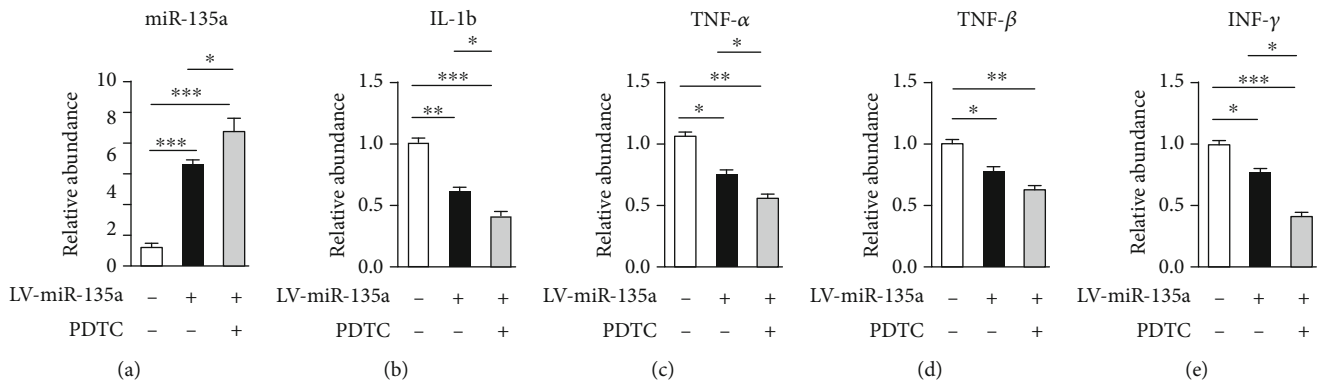 miR-135a
IL-1b
TNF-α
TNF-β
INF-γ
Relative abundance
10
8
6
4
2
0
***
***
*
Relative abundance
1.5
1.0
0.5
0.0
**
***
*
Relative abundance
1.5
1.0
0.5
0.0
*
**
*
Relative abundance
1.5
1.0
0.5
0.0
*
**
Relative abundance
1.5
1.0
0.5
0.0
*
***
*
LV-miR-135a – + +
PDTC – – +
(a)
LV-miR-135a – + +
PDTC – – +
(b)
LV-miR-135a – + +
PDTC – – +
(c)
LV-miR-135a – + +
PDTC – – +
(d)
LV-miR-135a – + +
PDTC – – +
(e)